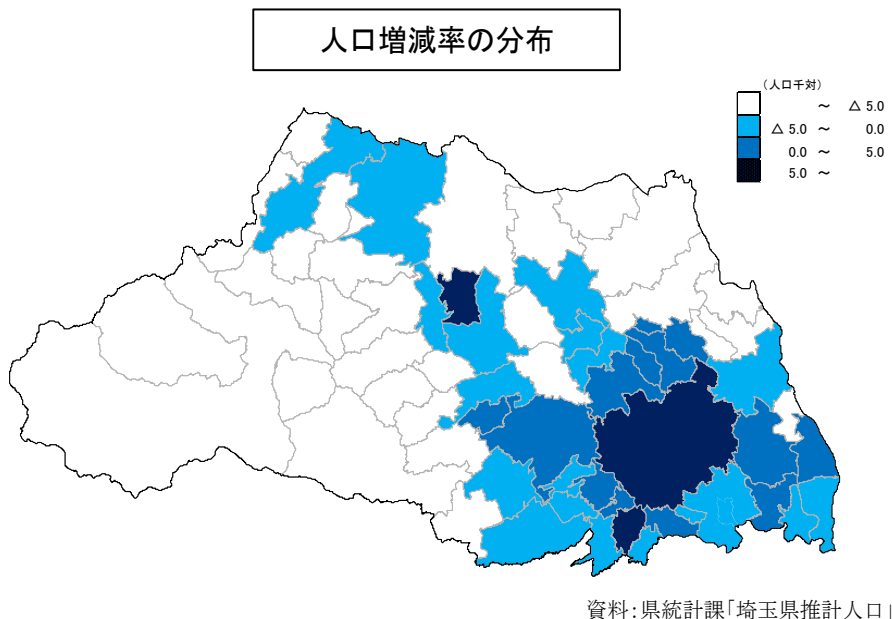 人口増減率の分布
(人口千対)
～ △ 5.0
△ 5.0 ～ 0.0
0.0 ～ 5.0
5.0 ～
資料:県統計課「埼玉県推計人口」